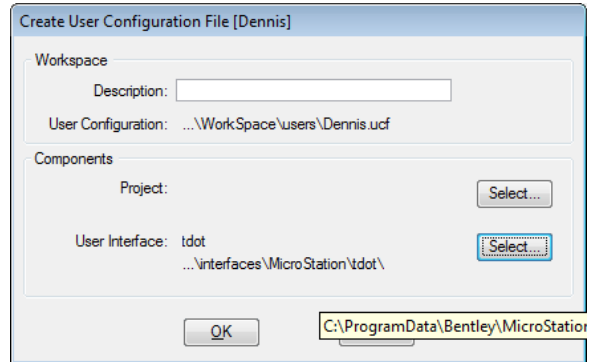 Create User Configuration File [Dennis]
Workspace
Description:
User Configuration: ...\WorkSpace\users\Dennis.ucf
Components
Project:
Select...
User Interface: tdot
Select...
...\interfaces\MicroStation\tdot\
OK
C:\ProgramData\Bentley\MicroStation